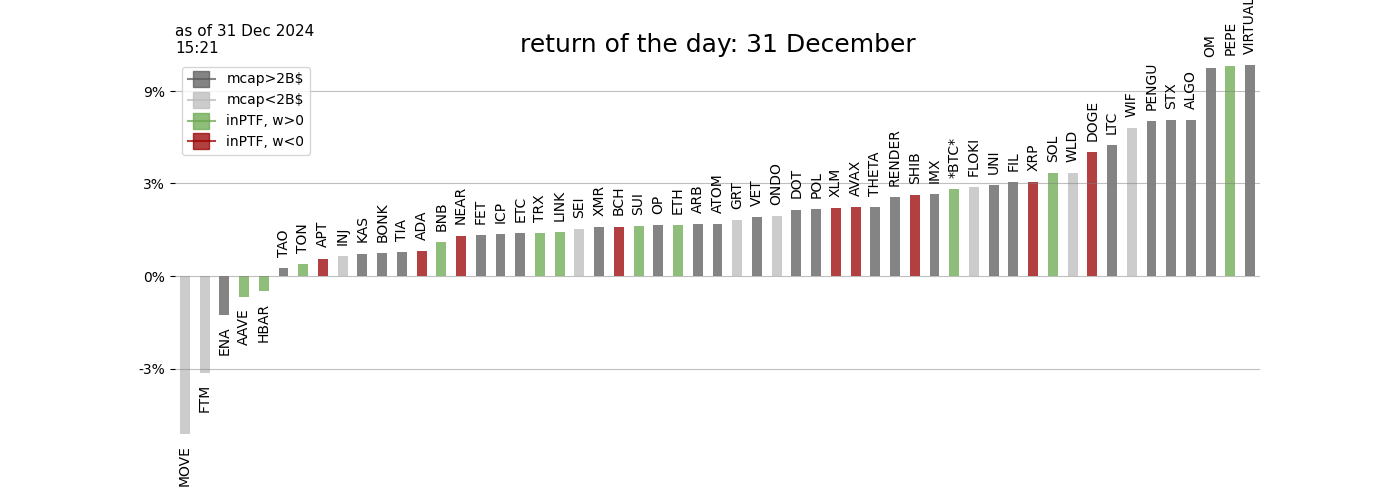 as of 31 Dec 2024
15:21
return of the day: 31 December
mcap>2B$
mcap<2B$
inPTF, w>0
inPTF, w<0
9%
3%
0%
-3%
MOVE
FTM
ENA
AAVE
HBAR
TAO
TON
APT
INJ
KAS
BONK
TIA
ADA
BNB
NEAR
FET
ICP
ETC
TRX
LINK
SEI
XMR
BCH
SUI
OP
ETH
ARB
ATOM
GRT
VET
ONDO
DOT
POL
XLM
AVAX
THETA
RENDER
SHIB
IMX
*BTC*
FLOKI
UNI
FIL
XRP
SOL
WLD
DOGE
LTC
WIF
PENGU
STX
ALGO
OM
PEPE
VIRTUAL